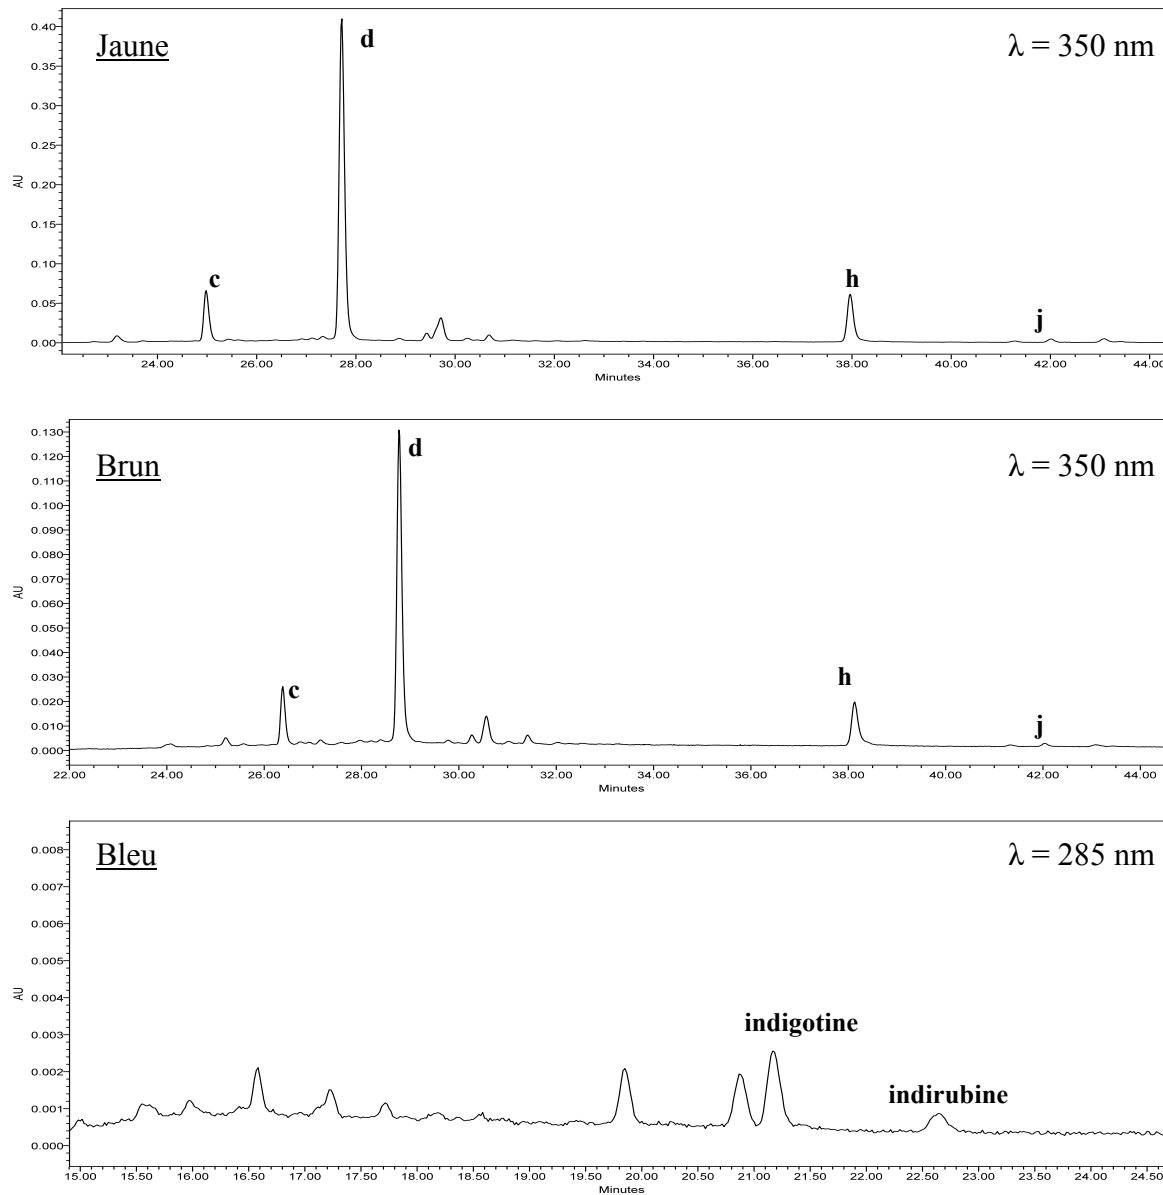 Jaune
λ = 350 nm
d
c
h
j
AU
0.40
0.35
0.30
0.25
0.20
0.15
0.10
0.05
0.00
24.00 26.00 28.00 30.00 32.00 34.00 36.00 38.00 40.00 42.00 44.00
Minutes
Brun
λ = 350 nm
d
c
h
j
AU
0.130
0.120
0.110
0.100
0.090
0.080
0.070
0.060
0.050
0.040
0.030
0.020
0.010
0.000
22.00 24.00 26.00 28.00 30.00 32.00 34.00 36.00 38.00 40.00 42.00 44.00
Minutes
Bleu
λ = 285 nm
indigotine
indirubine
AU
0.008
0.007
0.006
0.005
0.004
0.003
0.002
0.001
0.000
15.00 15.50 16.00 16.50 17.00 17.50 18.00 18.50 19.00 19.50 20.00 20.50 21.00 21.50 22.00 22.50 23.00 23.50 24.00 24.50
Minutes